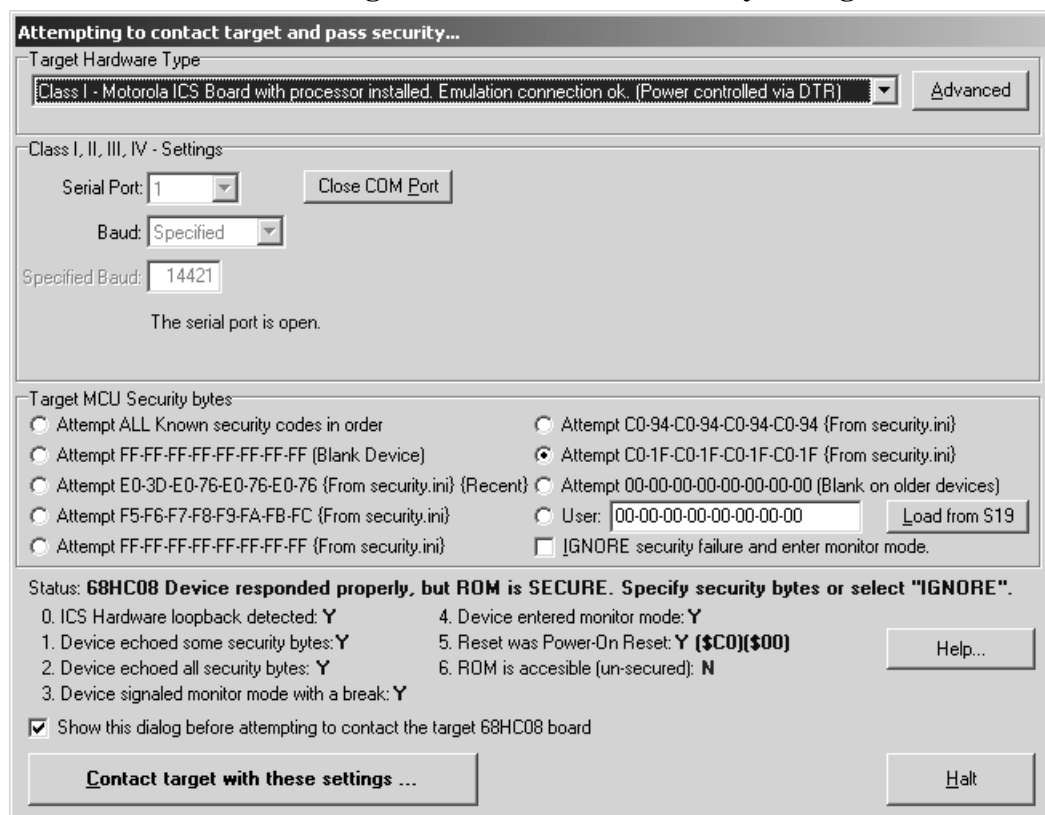 Attempting to contact target and pass security...
Target Hardware Type
Class I - Motorola ICS Board with processor installed. Emulation connection ok. (Power controlled via DTR)
Advanced
Class I, II, III, IV - Settings
Serial Port: 1
Close COM Port
Baud: Specified
Specified Baud: 14421
The serial port is open.
Target MCU Security bytes
Attempt ALL Known security codes in order
Attempt C0-94-C0-94-C0-94-C0-94 {From security.ini}
Attempt FF-FF-FF-FF-FF-FF-FF-FF (Blank Device)
Attempt C0-1F-C0-1F-C0-1F-C0-1F {From security.ini}
Attempt E0-3D-E0-76-E0-76-E0-76 {From security.ini} {Recent}
Attempt 00-00-00-00-00-00-00-00 (Blank on older devices)
Attempt F5-F6-F7-F8-F9-FA-FB-FC {From security.ini}
User: 00-00-00-00-00-00-00-00
Load from S19
Attempt FF-FF-FF-FF-FF-FF-FF-FF {From security.ini}
IGNORE security failure and enter monitor mode.
Status: 68HC08 Device responded properly, but ROM is SECURE. Specify security bytes or select "IGNORE".
0. ICS Hardware loopback detected: Y
4. Device entered monitor mode: Y
1. Device echoed some security bytes: Y
5. Reset was Power-On Reset: Y ($C0)($00)
Help...
2. Device echoed all security bytes: Y
6. ROM is accesible (un-secured): N
3. Device signaled monitor mode with a break: Y
Show this dialog before attempting to contact the target 68HC08 board
Contact target with these settings ...
Halt